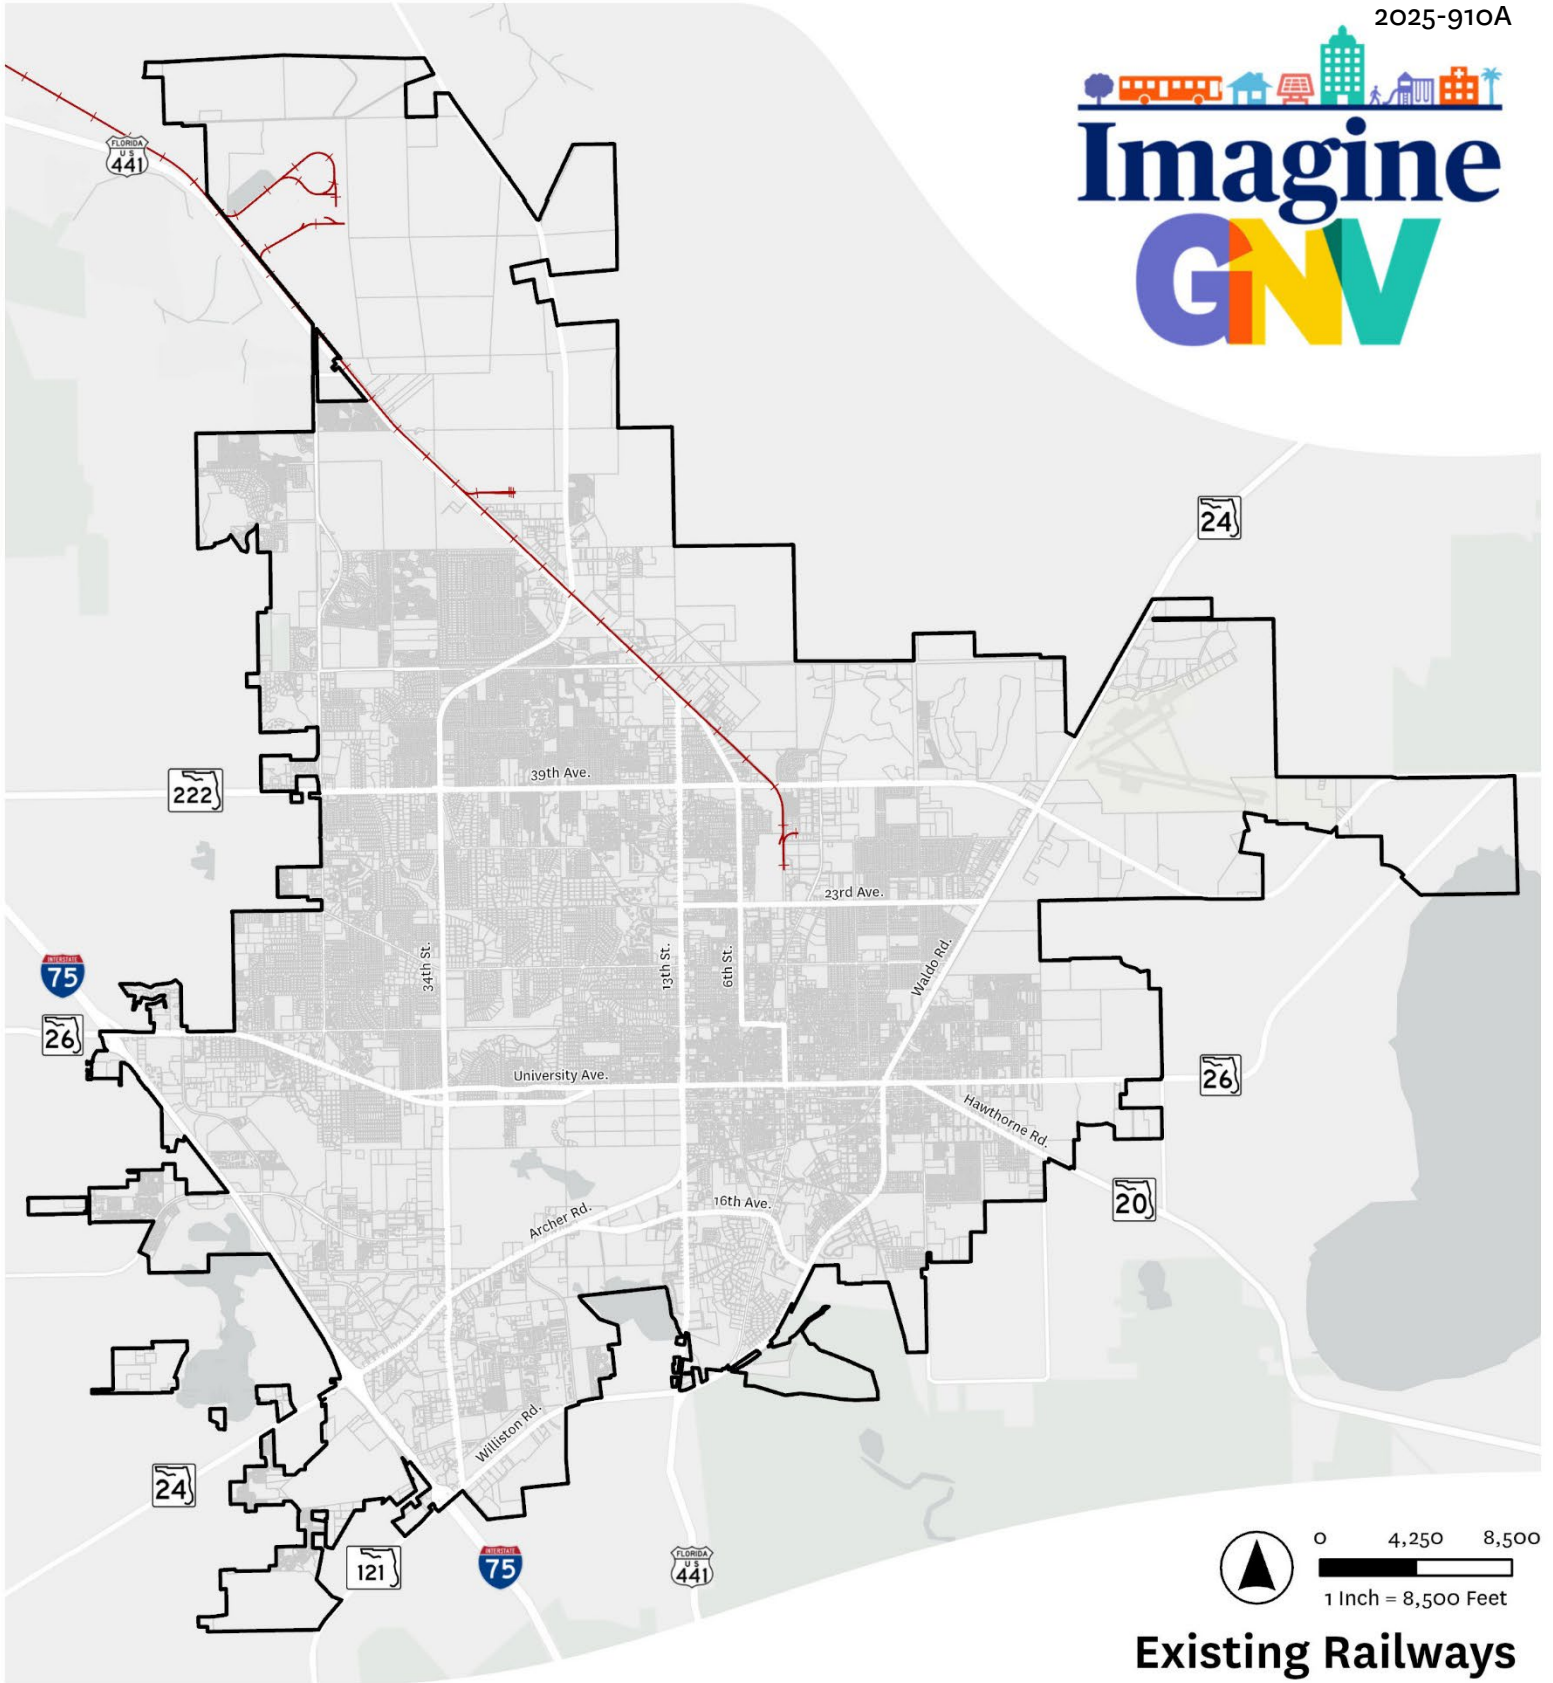 2025-910A
Imagine
GNV
FLORIDA
US
441
24
222
39th Ave.
23rd Ave.
34th St.
13th St.
6th St.
Waldo Rd.
INTERSTATE
75
26
University Ave.
26
Hawthorne Rd.
20
16th Ave.
Archer Rd.
Williston Rd.
24
121
INTERSTATE
75
FLORIDA
US
441
0 4,250 8,500
1 Inch = 8,500 Feet
Existing Railways